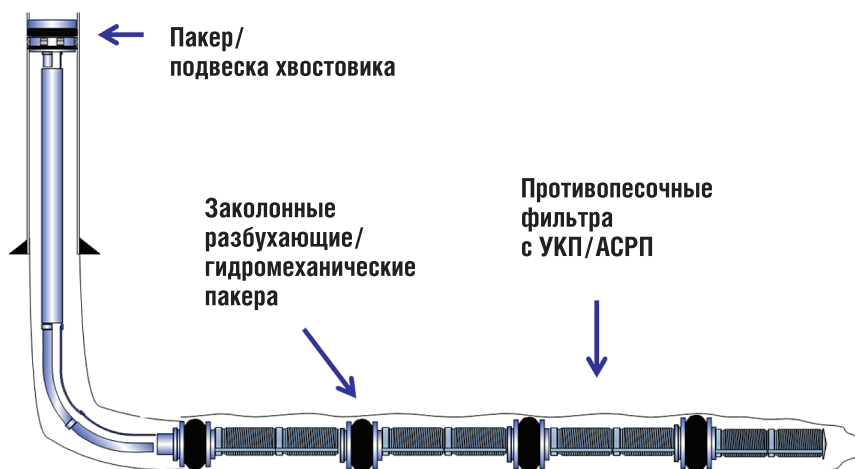 Пакер/
подвеска хвостовика
Заколонные
разбухающие/
гидромеханические
пакера
Противопесочные
фильтра
с УКП/АСРП